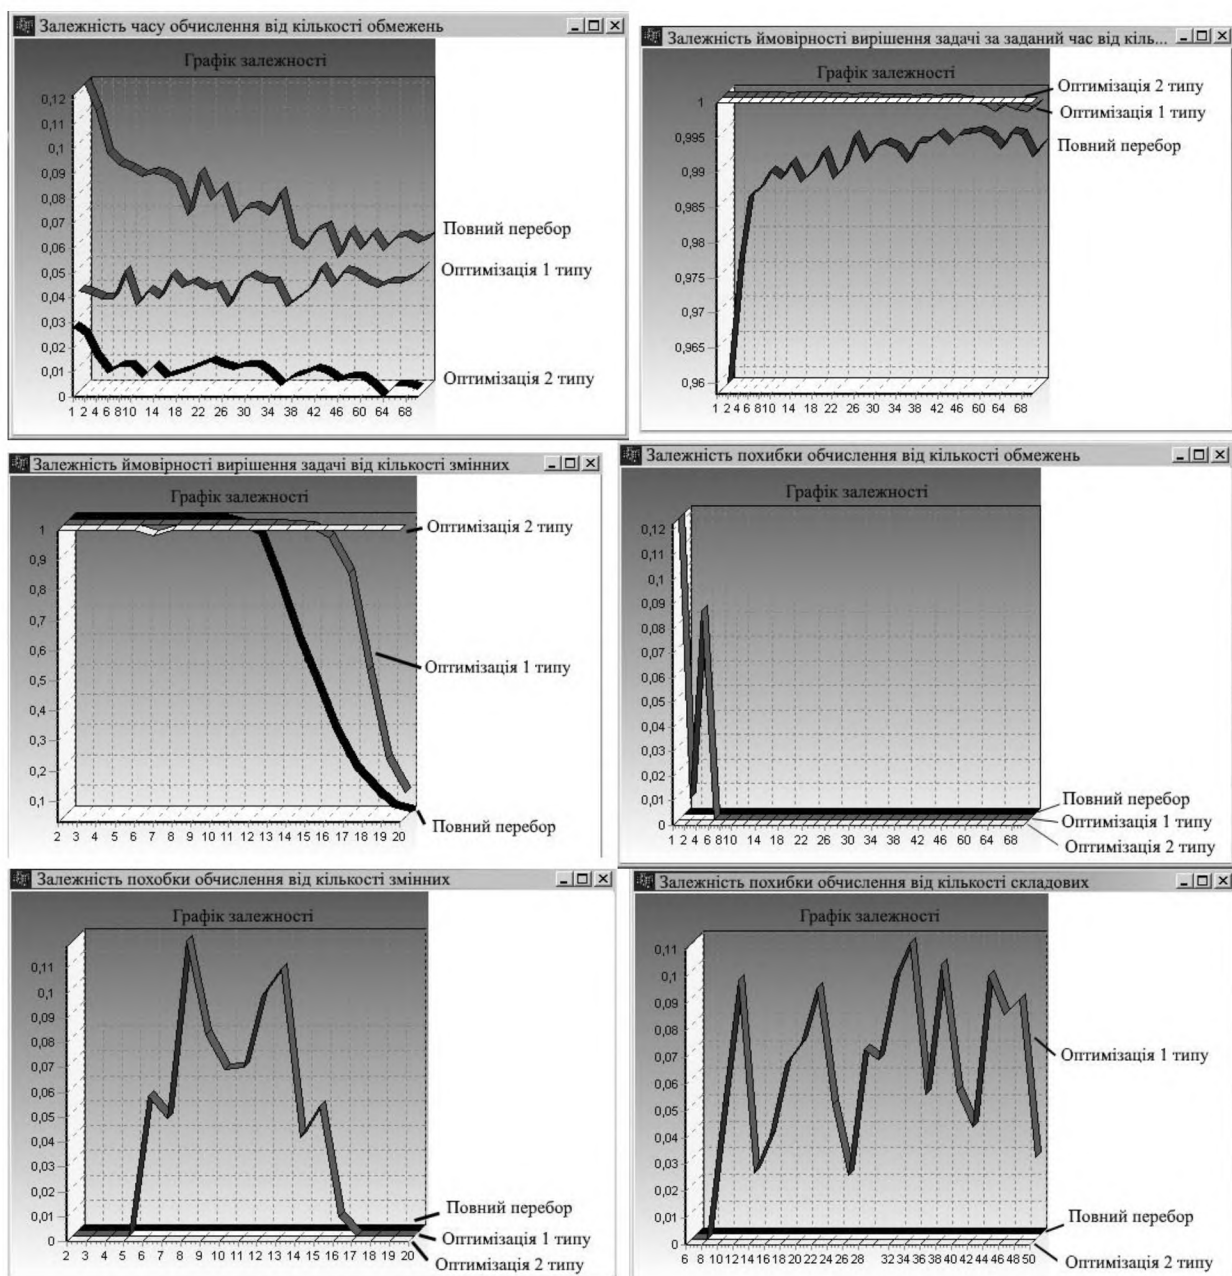 Залежність часу обчислення від кількості обмежень
Графік залежності
0,12
0,11
0,1
0,09
0,08
0,07
0,06
0,05
0,04
0,03
0,02
0,01
0
1 2 4 6 8 10 14 18 22 26 30 34 38 42 46 52 60 68
Повний перебор
Оптимізація 1 типу
Оптимізація 2 типу
Залежність ймовірності вирішення задачі за заданий час від кіль...
Графік залежності
1
0,995
0,99
0,985
0,98
0,975
0,97
0,965
0,96
1 2 4 6 8 10 14 18 22 26 30 34 38 42 46 52 60 68
Оптимізація 2 типу
Оптимізація 1 типу
Повний перебор
Залежність ймовірності вирішення задачі від кількості змінних
Графік залежності
1
0,9
0,8
0,7
0,6
0,5
0,4
0,3
0,2
0,1
2 3 4 5 6 7 8 9 10 11 12 13 14 15 16 17 18 19 20
Оптимізація 2 типу
Оптимізація 1 типу
Повний перебор
Залежність похибки обчислення від кількості обмежень
Графік залежності
0,12
0,11
0,1
0,09
0,08
0,07
0,06
0,05
0,04
0,03
0,02
0,01
0
1 2 4 6 8 10 14 18 22 26 30 34 38 42 46 52 60 68
Повний перебор
Оптимізація 1 типу
Оптимізація 2 типу
Залежність похобки обчислення від кількості змінних
Графік залежності
0,11
0,1
0,09
0,08
0,07
0,06
0,05
0,04
0,03
0,02
0,01
0
2 3 4 5 6 7 8 9 10 11 12 13 14 15 16 17 18 19 20
Повний перебор
Оптимізація 1 типу
Оптимізація 2 типу
Залежність похибки обчислення від кількості складових
Графік залежності
0,11
0,1
0,09
0,08
0,07
0,06
0,05
0,04
0,03
0,02
0,01
0
6 8 10 12 14 16 18 20 22 24 26 28 32 34 36 38 40 42 44 46 48 50
Оптимізація 1 типу
Повний перебор
Оптимізація 2 типу